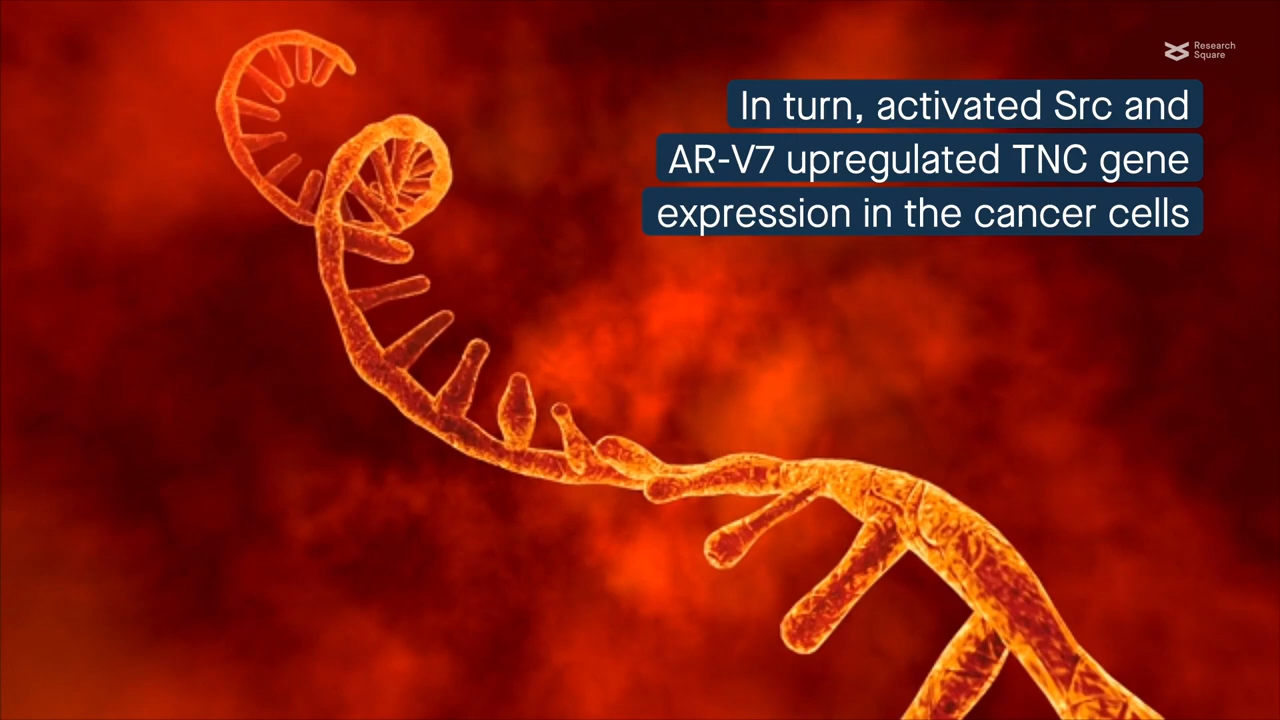 Research
Square
In turn, activated Src and
AR-V7 upregulated TNC gene
expression in the cancer cells